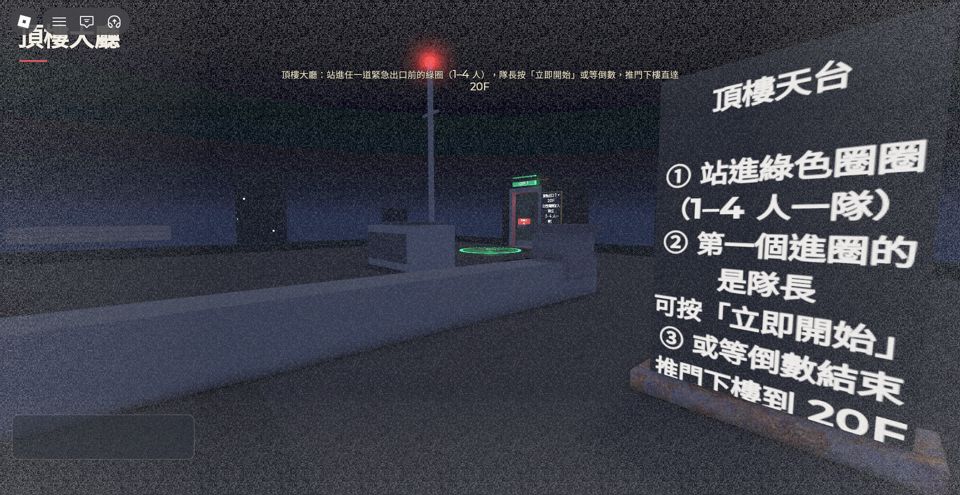 頂樓大廳
頂樓大廳：站進任一道緊急出口前的綠圈（1–4 人），隊長按「立即開始」或等倒數，推門下樓直達
20F
頂樓天台
① 站進綠色圈圈
（1–4 人一隊）
② 第一個進圈的
是隊長
可按「立即開始」
③ 或等倒數結束
推門下樓到 20F